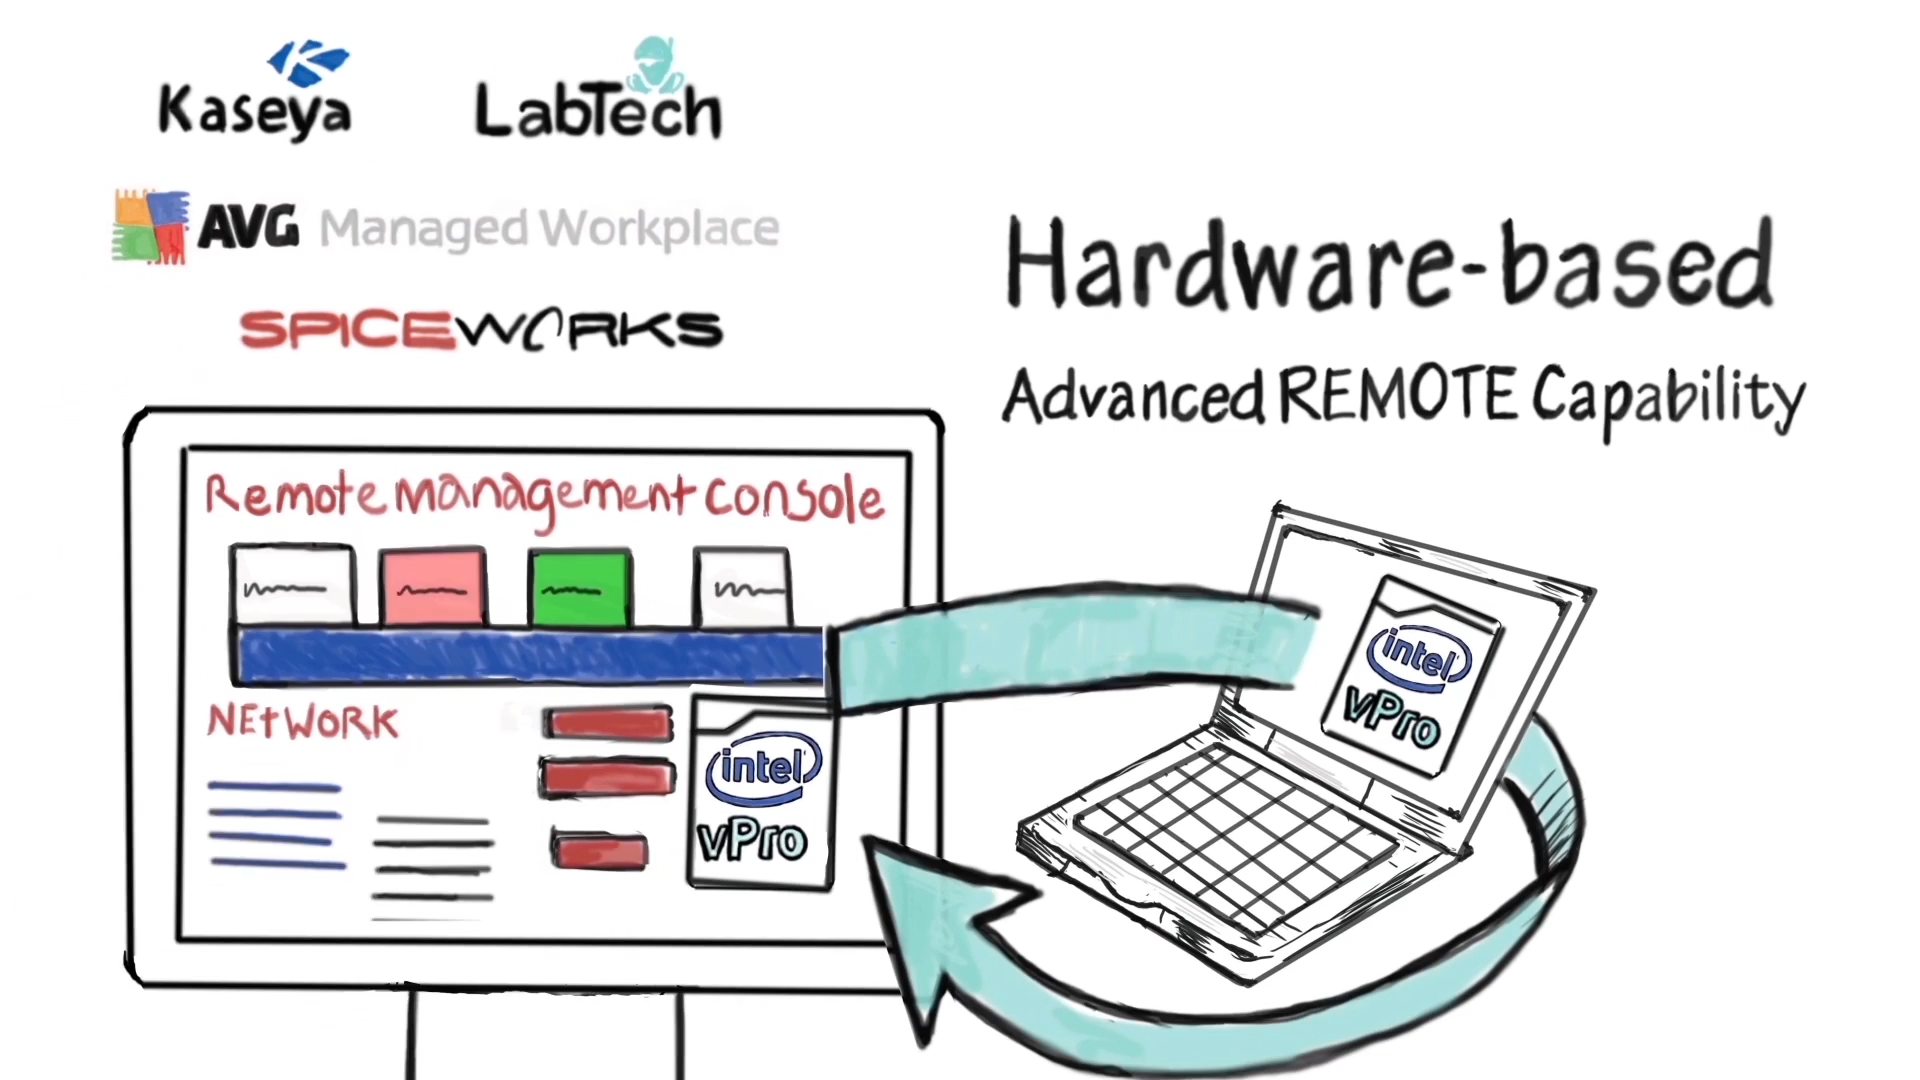 Kaseya
LabTech
AVG Managed Workplace
SPICEWORKS
Hardware-based
Advanced REMOTE Capability
Remote Management Console
NEtWORK
intel
vPro
intel
vPro